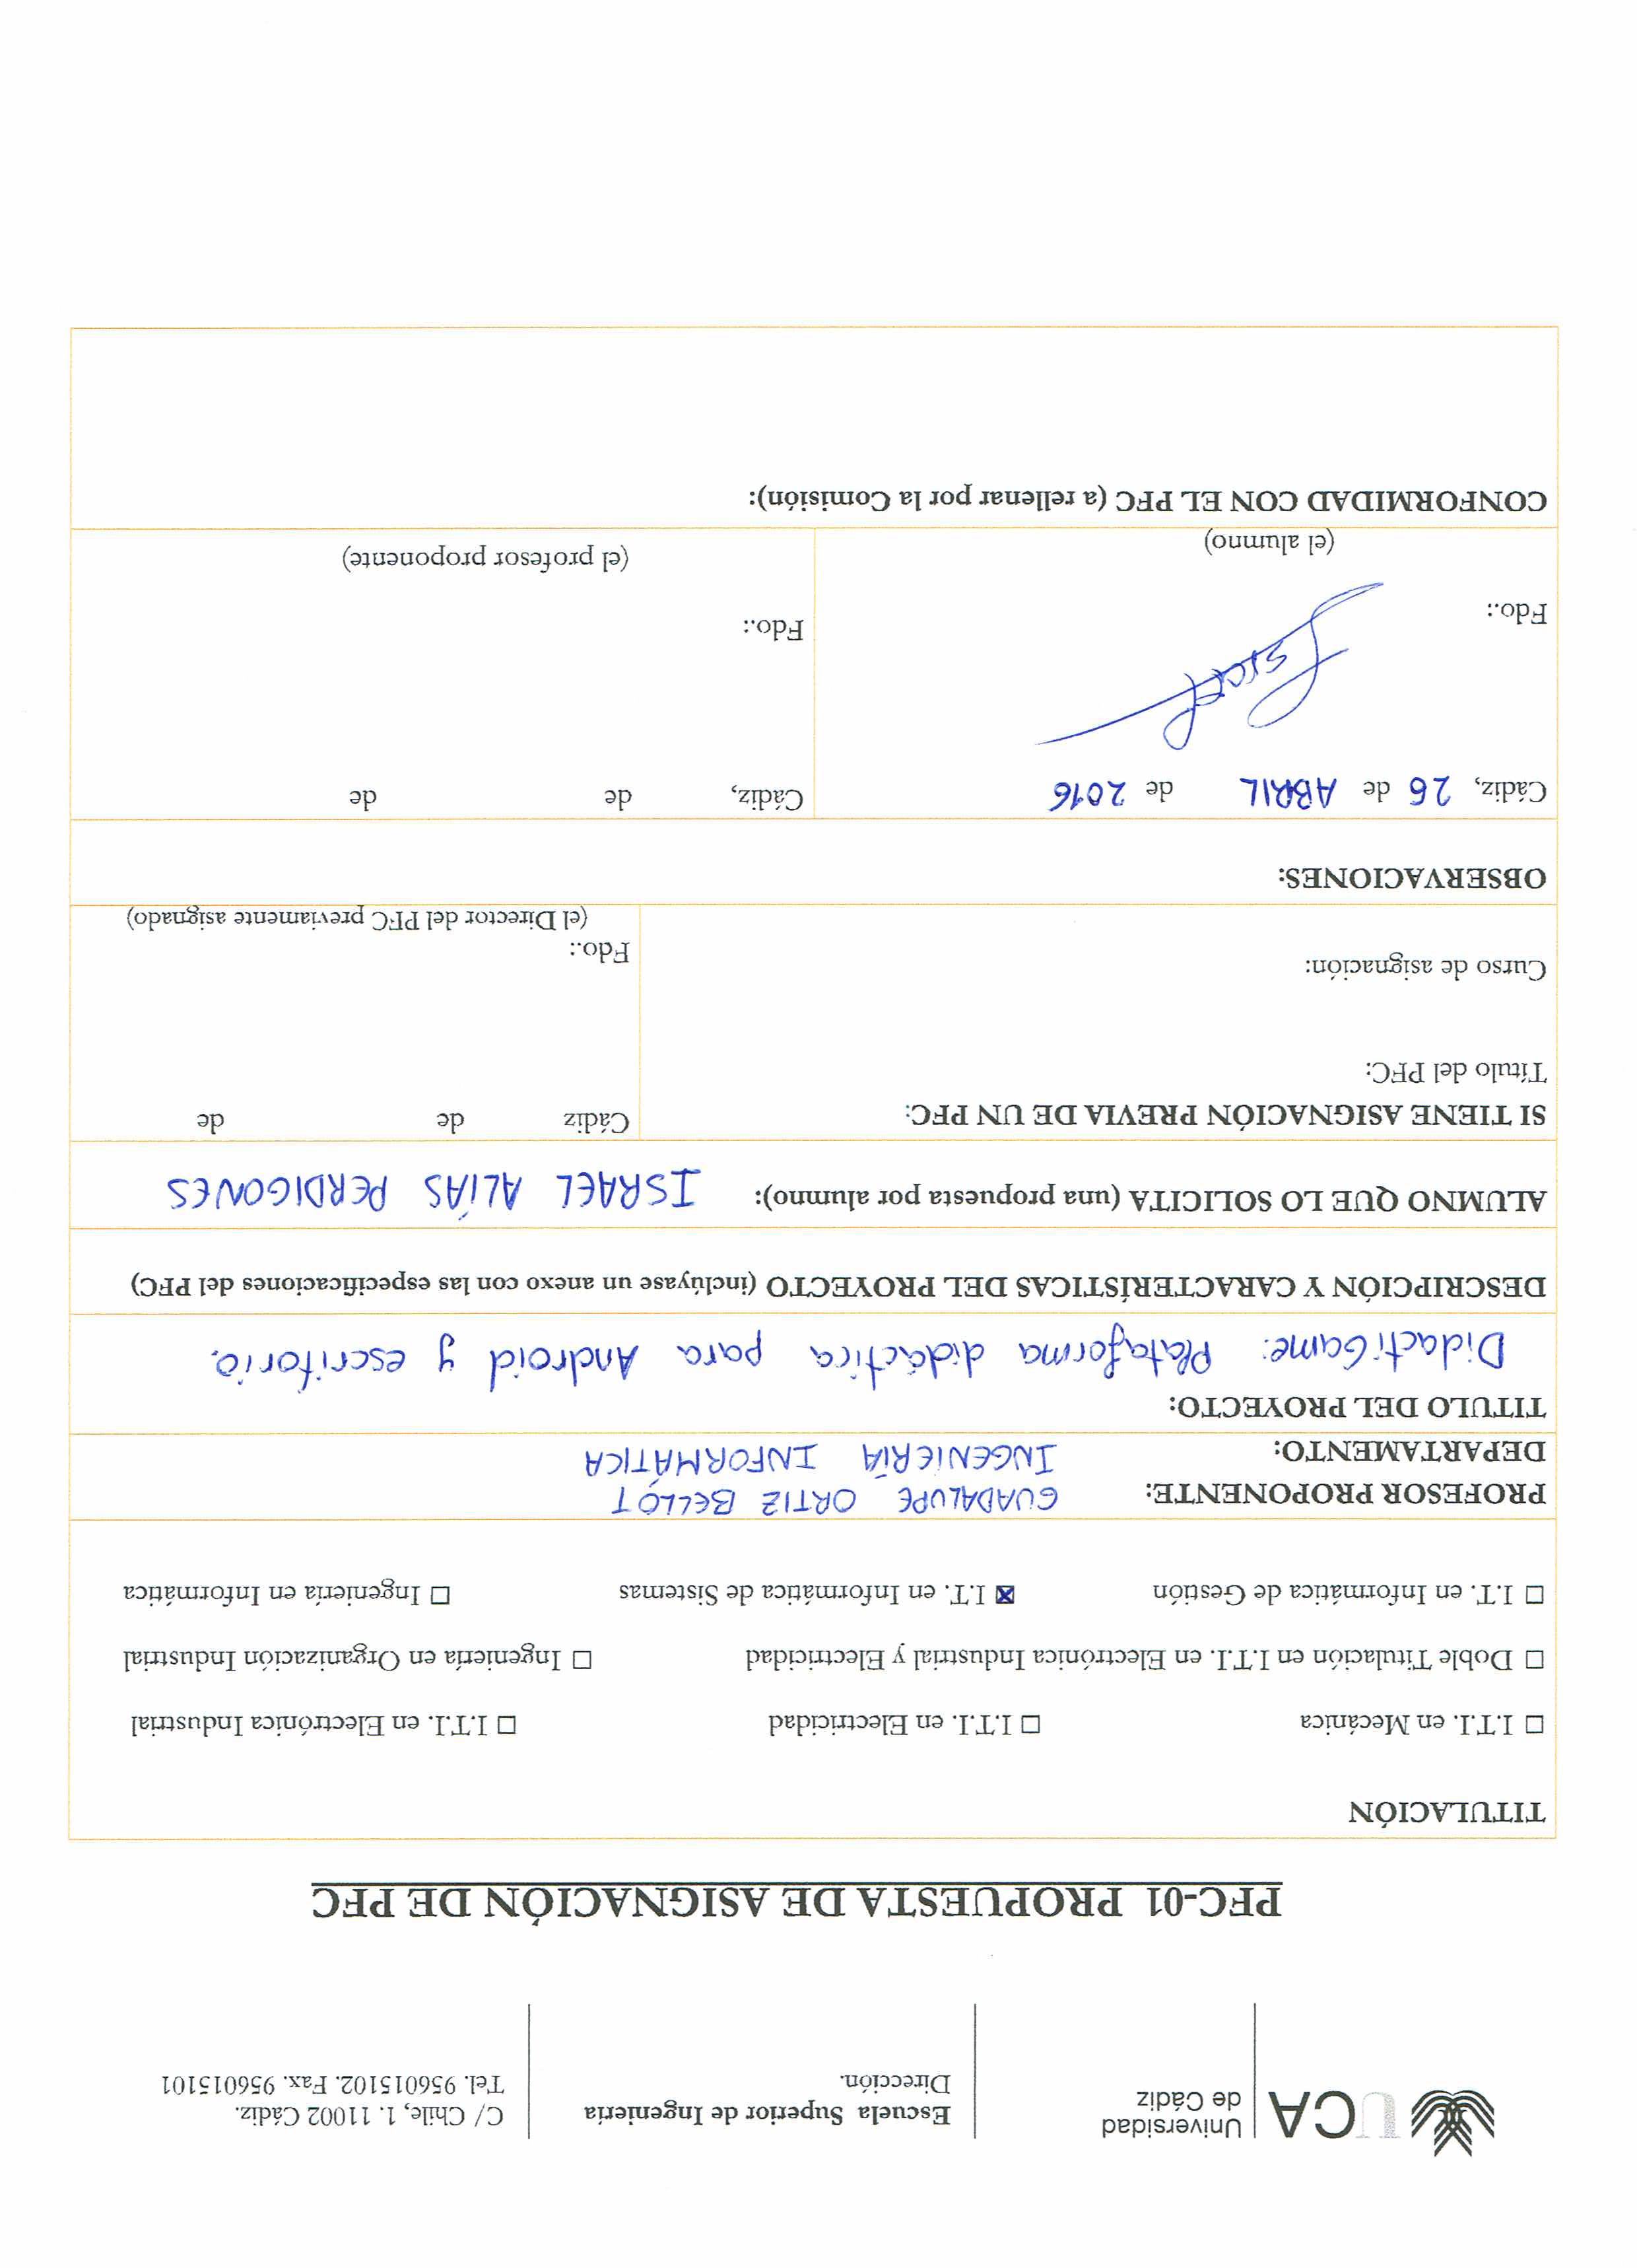 UCA Universidad
de Cádiz
Escuela Superior de Ingeniería
Dirección.
C/ Chile, 1. 11002 Cádiz.
Tel. 956015102. Fax. 956015101
PFC-01 PROPUESTA DE ASIGNACIÓN DE PFC
TITULACIÓN
☐ I.T.I. en Mecánica ☐ I.T.I. en Electricidad ☐ I.T.I. en Electrónica Industrial
☐ Doble Titulación en I.T.I. en Electrónica Industrial y Electricidad ☐ Ingeniería en Organización Industrial
☐ I.T. en Informática de Gestión ☒ I.T. en Informática de Sistemas ☐ Ingeniería en Informática
PROFESOR PROPONENTE: GUADALUPE ORTIZ BELLOT
DEPARTAMENTO: INGENIERÍA INFORMÁTICA
TITULO DEL PROYECTO:
DidactiGame: Plataforma didáctica para Android y escritorio.
DESCRIPCIÓN Y CARACTERÍSTICAS DEL PROYECTO (inclúyase un anexo con las especificaciones del PFC)
ALUMNO QUE LO SOLICITA (una propuesta por alumno): ISRAEL ALÍAS PERDIGONES
SI TIENE ASIGNACIÓN PREVIA DE UN PFC:
Título del PFC:
Curso de asignación:
Cádiz de de
Fdo.:
(el Director del PFC previamente asignado)
OBSERVACIONES:
Cádiz, 26 de ABRIL de 2016
Israel
Fdo.:
(el alumno)
Cádiz, de de
Fdo.:
(el profesor proponente)
CONFORMIDAD CON EL PFC (a rellenar por la Comisión):